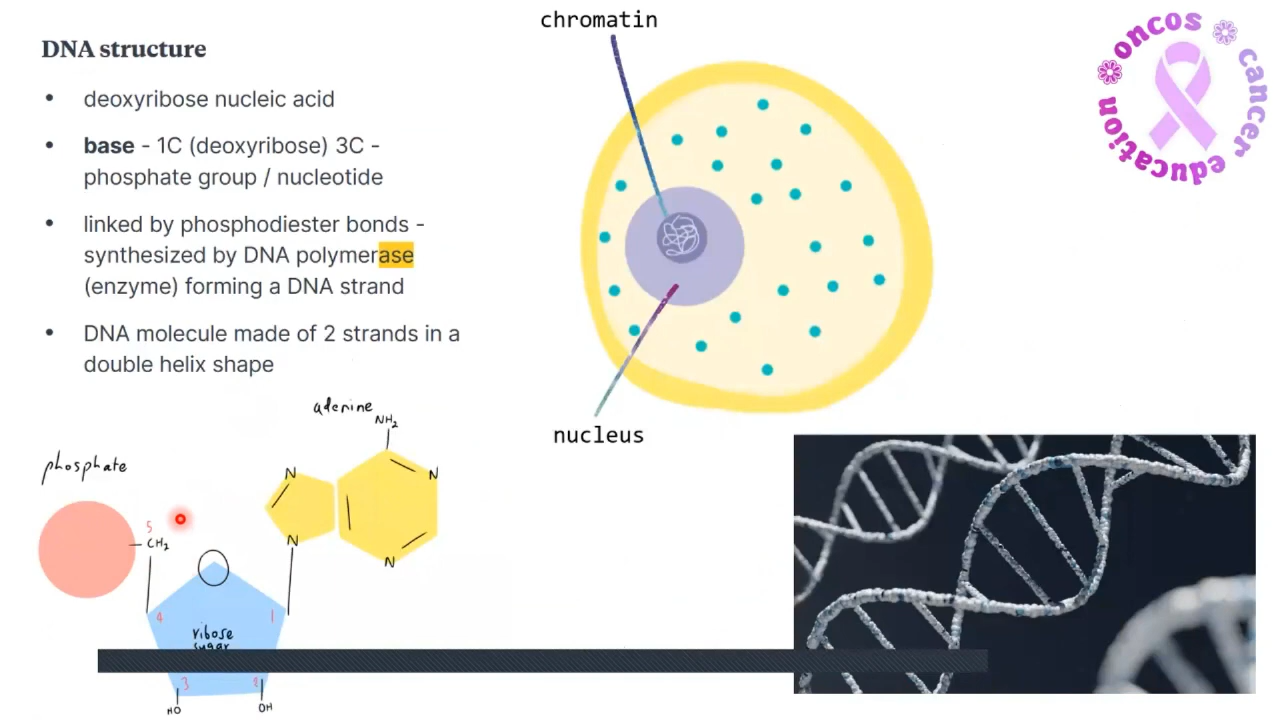 DNA structure
• deoxyribose nucleic acid
• base - 1C (deoxyribose) 3C -
phosphate group / nucleotide
• linked by phosphodiester bonds -
synthesized by DNA polymerase
(enzyme) forming a DNA strand
• DNA molecule made of 2 strands in a
double helix shape
chromatin
nucleus
oncos cancer education
adenine
NH₂
N
N
N
N
phosphate
5
CH₂
4
1
ribose
sugar
3
2
HO
OH